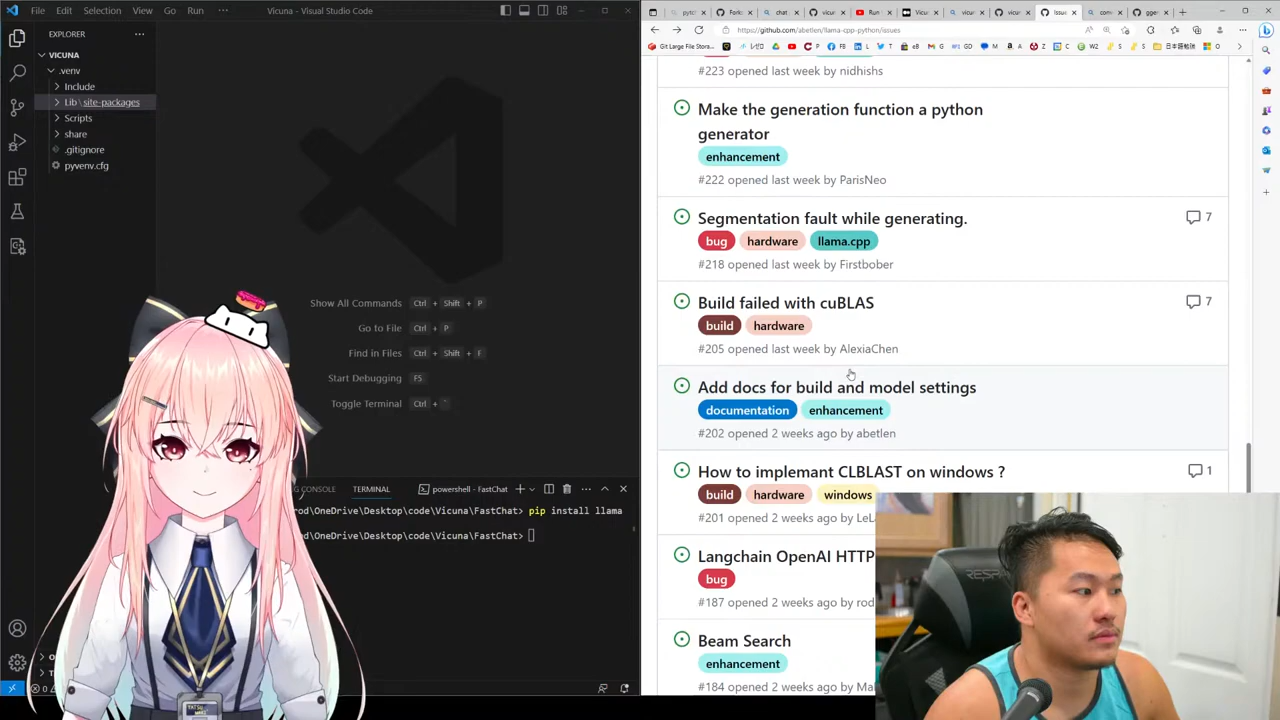 File Edit Selection View Go Run ··· Vicuna - Visual Studio Code
EXPLORER ···
VICUNA
.venv
Include
Lib \ site-packages
Scripts
share
.gitignore
pyvenv.cfg
Show All Commands Ctrl + Shift + P
Go to File Ctrl + P
Find in Files Ctrl + Shift + F
Start Debugging F5
Toggle Terminal Ctrl + `
CONSOLE TERMINAL powershell - FastChat
rod\OneDrive\Desktop\code\Vicuna\FastChat> pip install llama
rod\OneDrive\Desktop\code\Vicuna\FastChat>
https://github.com/abetlen/llama-cpp-python/issues
Git Large File Stora...
#223 opened last week by nidhishs
Make the generation function a python
generator
enhancement
#222 opened last week by ParisNeo
Segmentation fault while generating. 7
bug hardware llama.cpp
#218 opened last week by Firstbober
Build failed with cuBLAS 7
build hardware
#205 opened last week by AlexiaChen
Add docs for build and model settings
documentation enhancement
#202 opened 2 weeks ago by abetlen
How to implemant CLBLAST on windows ? 1
build hardware windows
#201 opened 2 weeks ago by
Langchain OpenAI HTTP
bug
#187 opened 2 weeks ago by
Beam Search
enhancement
#184 opened 2 weeks ago by